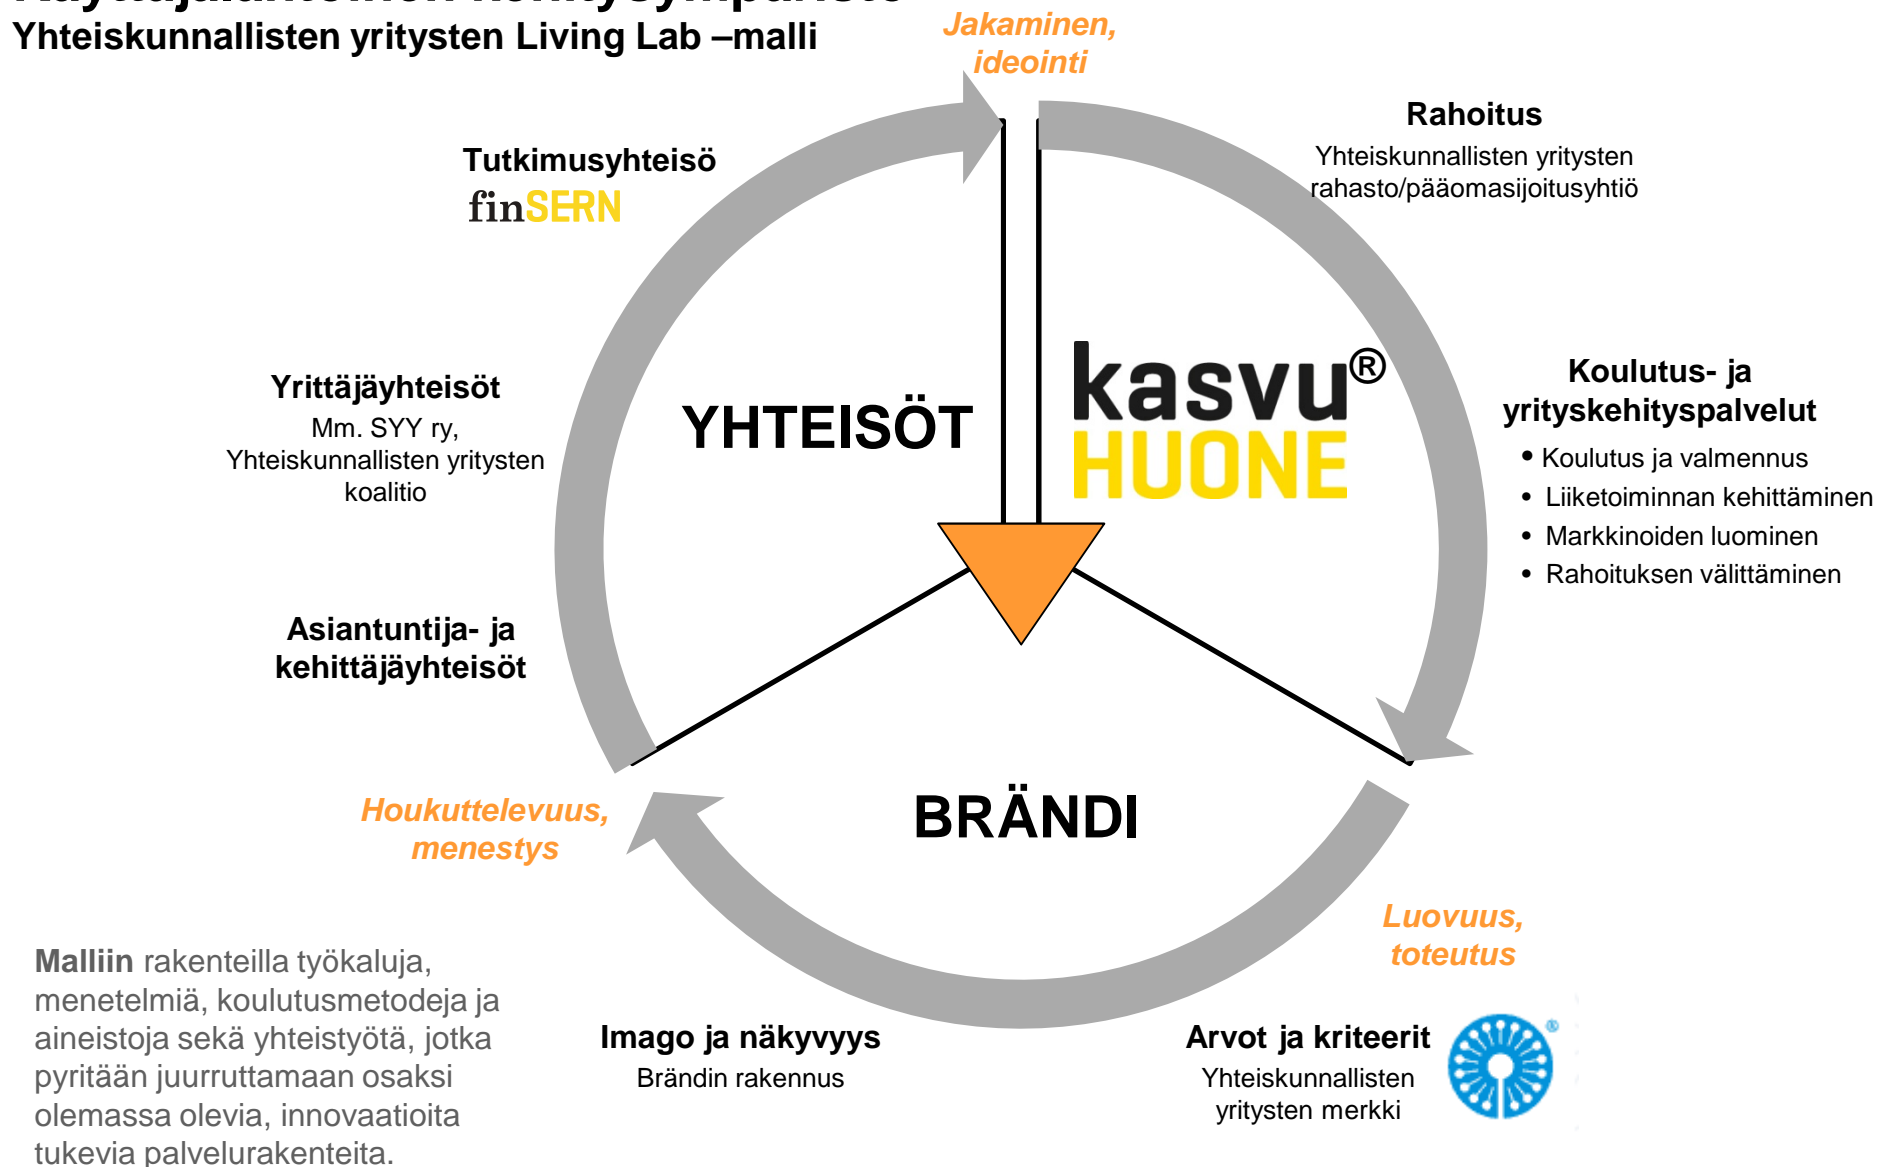 Yhteiskunnallisten yritysten Living Lab –malli
Jakaminen,
ideointi
Rahoitus
Yhteiskunnallisten yritysten
rahasto/pääomasijoitusyhtiö
Tutkimusyhteisö
finSERN
kasvu®
HUONE
Koulutus- ja
yrityskehityspalvelut
• Koulutus ja valmennus
• Liiketoiminnan kehittäminen
• Markkinoiden luominen
• Rahoituksen välittäminen
Yrittäjäyhteisöt
Mm. SYY ry,
Yhteiskunnallisten yritysten
koalitio
YHTEISÖT
Asiantuntija- ja
kehittäjäyhteisöt
BRÄNDI
Houkuttelevuus,
menestys
Luovuus,
toteutus
Malliin rakenteilla työkaluja,
menetelmiä, koulutusmetodeja ja
aineistoja sekä yhteistyötä, jotka
pyritään juurruttamaan osaksi
olemassa olevia, innovaatioita
tukevia palvelurakenteita.
Imago ja näkyvyys
Brändin rakennus
Arvot ja kriteerit
Yhteiskunnallisten
yritysten merkki
®